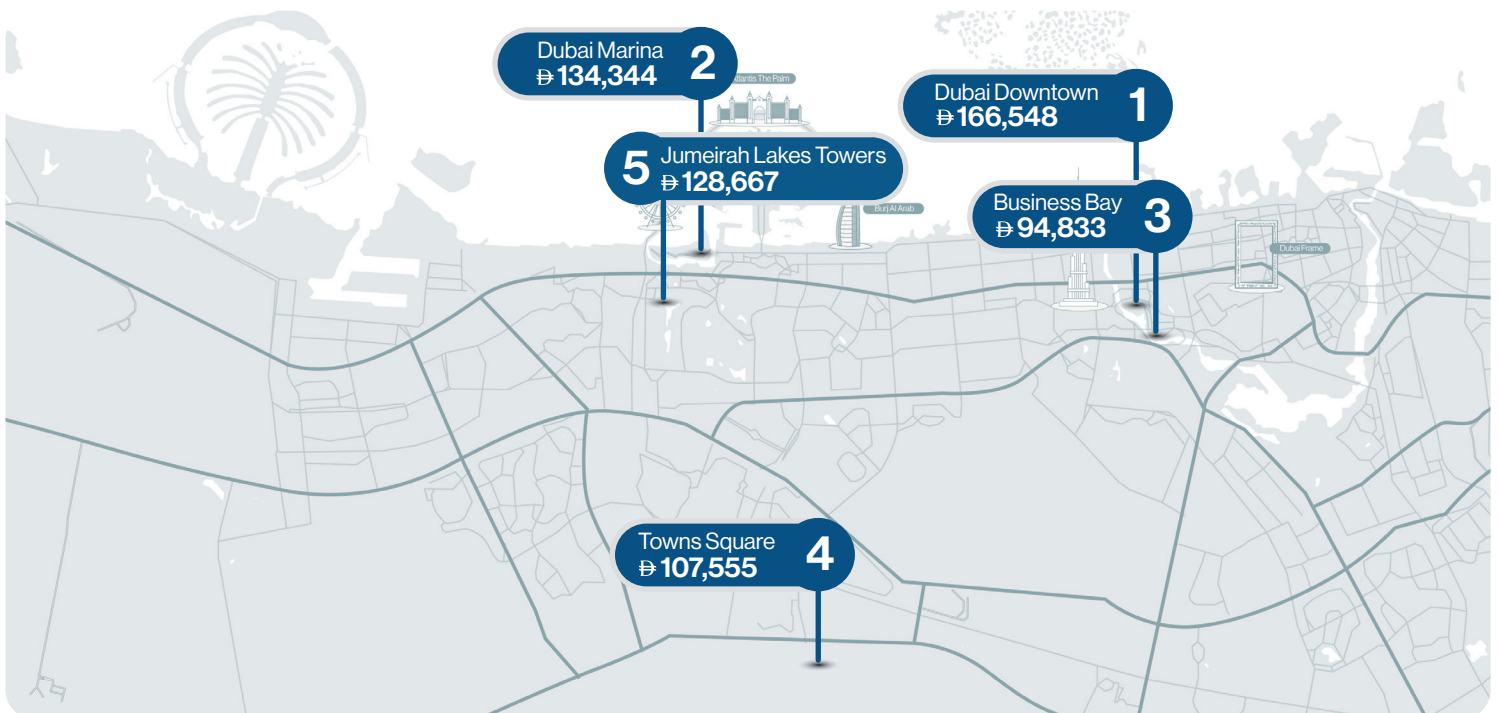 Dubai Marina
134,344
2
Atlantis The Palm
Dubai Downtown
166,548
1
5
Jumeirah Lakes Towers
128,667
Burj Al Arab
Business Bay
94,833
3
Dubai Frame
Towns Square
107,555
4